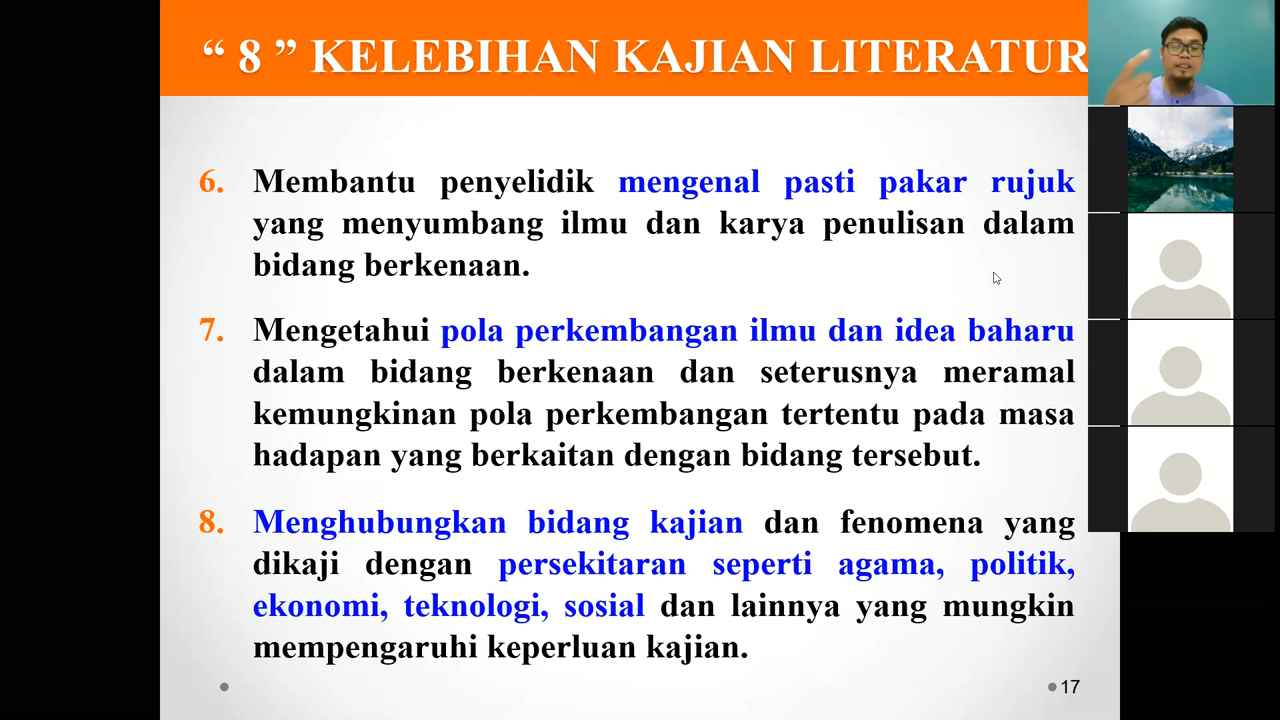 “ 8 ” KELEBIHAN KAJIAN LITERATUR
6. Membantu penyelidik mengenal pasti pakar rujuk
yang menyumbang ilmu dan karya penulisan dalam
bidang berkenaan.
7. Mengetahui pola perkembangan ilmu dan idea baharu
dalam bidang berkenaan dan seterusnya meramal
kemungkinan pola perkembangan tertentu pada masa
hadapan yang berkaitan dengan bidang tersebut.
8. Menghubungkan bidang kajian dan fenomena yang
dikaji dengan persekitaran seperti agama, politik,
ekonomi, teknologi, sosial dan lainnya yang mungkin
mempengaruhi keperluan kajian.
17